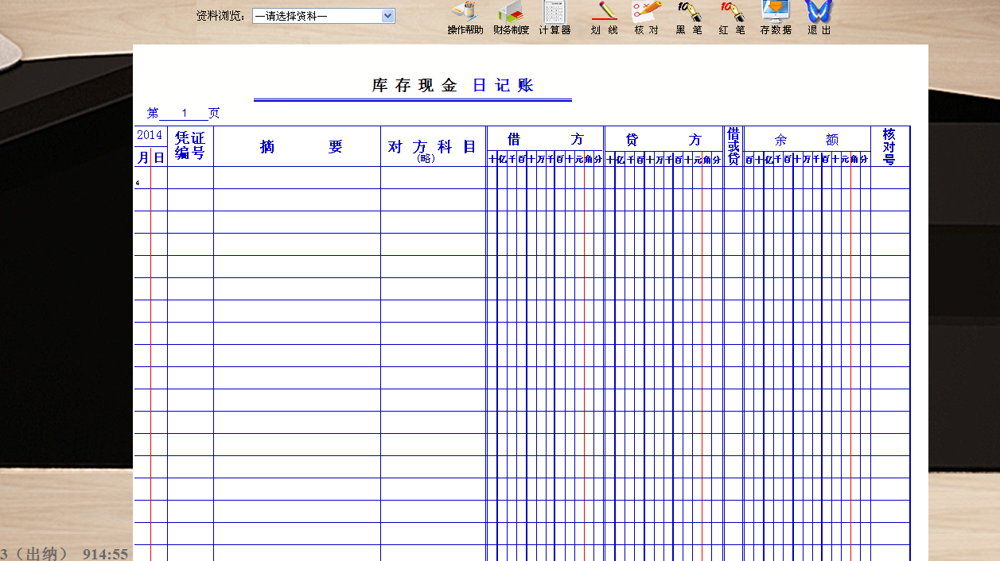 资料浏览： —请选择资料—
操作帮助 财务制度 计算器 划 线 核 对 黑 笔 红 笔 存数据 退 出
库 存 现 金 日 记 账
第 1 页
2014 凭证编号 摘 要 对 方 科 目 借 方 贷 方 借或贷 余 额 核对号
月 日 (略) 十亿千百十万千百十元角分 十亿千百十万千百十元角分 百十亿千百十万千百十元角分
4
3（出纳） 914:55